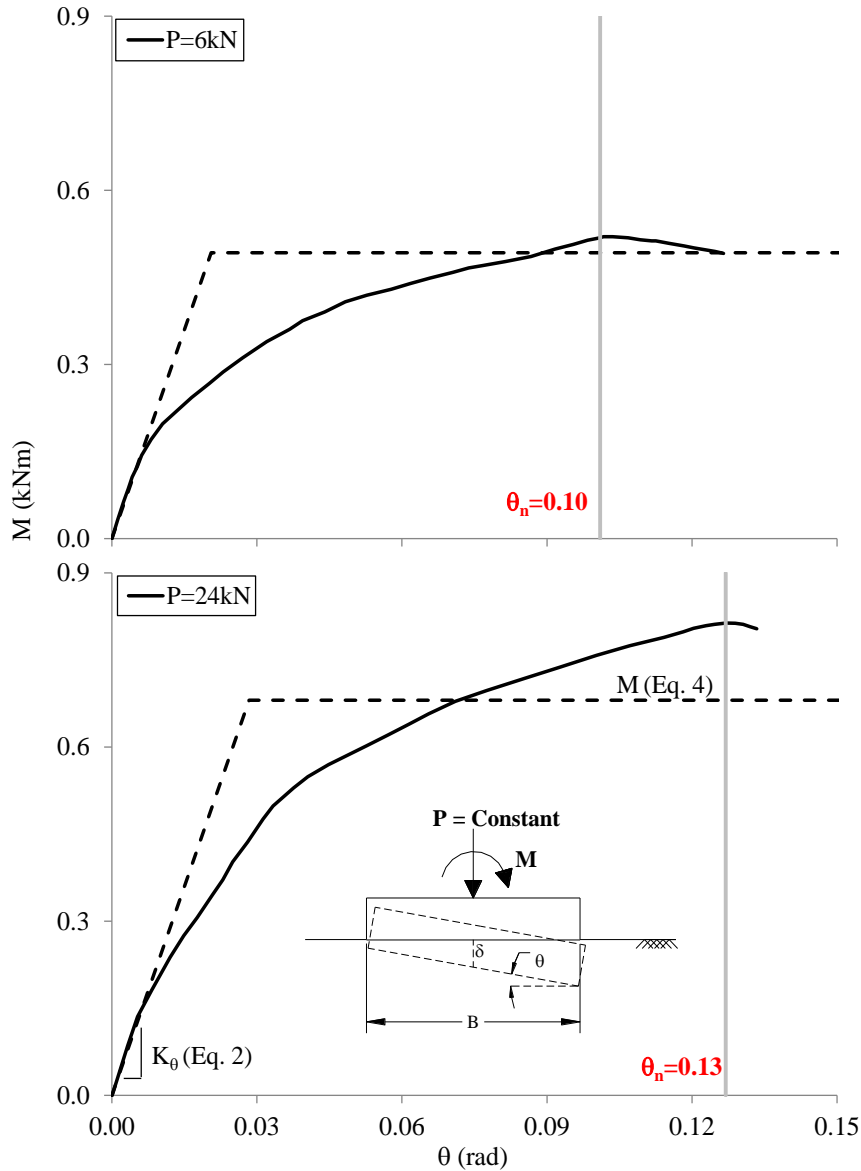 0.9
P=6kN
0.6
0.3
M (kNm)
θₙ=0.10
0.0
0.9
P=24kN
M (Eq. 4)
0.6
P = Constant
M
0.3
δ
θ
B
K_θ (Eq. 2)
θₙ=0.13
0.0
0.00 0.03 0.06 0.09 0.12 0.15
θ (rad)